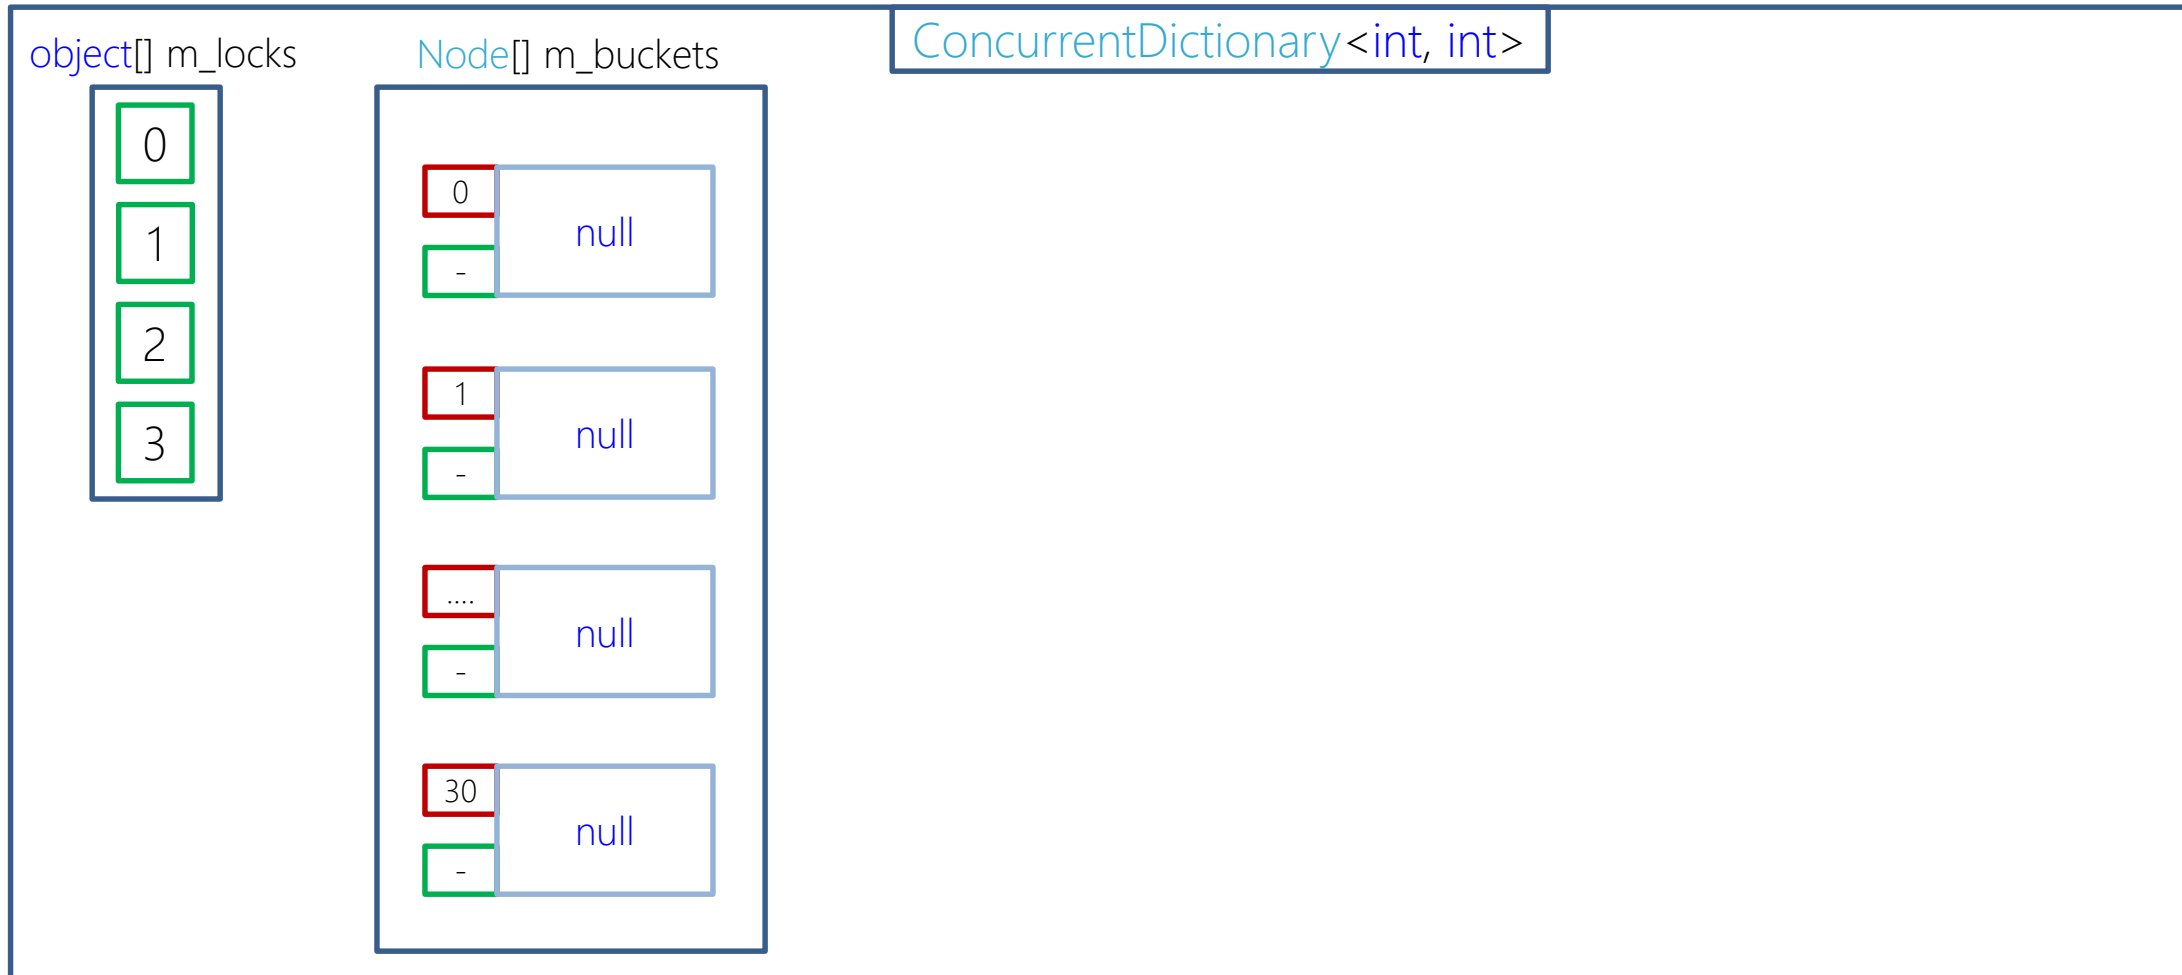 ConcurrentDictionary<int, int>
object[] m_locks
0
1
2
3
Node[] m_buckets
0
null
-
1
null
-
....
null
-
30
null
-